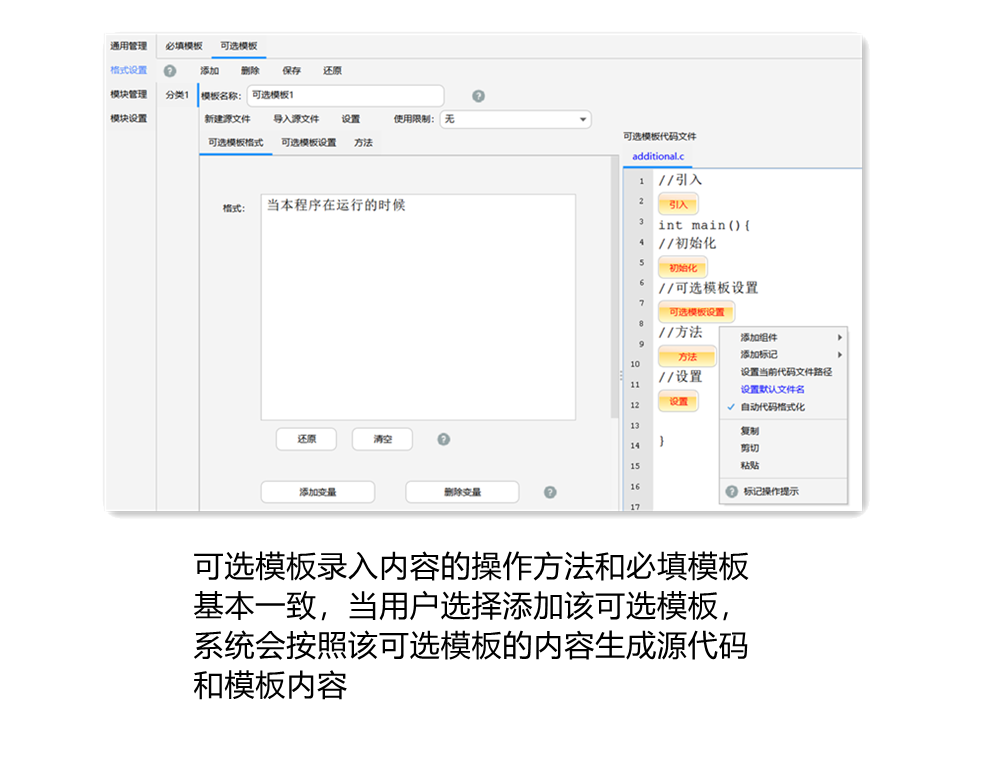 通用管理
必填模板
可选模板
格式设置
添加
删除
保存
还原
模块管理
分类1
模板名称:
可选模板1
模块设置
新建源文件
导入源文件
设置
使用限制:
无
可选模板格式
可选模板设置
方法
格式:
当本程序在运行的时候
还原
清空
添加变量
删除变量
可选模板代码文件
additional.c
1 //引入
2 引入
3 int main(){
4 //初始化
5 初始化
6 //可选模板设置
7 可选模板设置
8 //方法
9 方法
10
11 //设置
12 设置
13
14 }
15
16
17
添加组件
添加标记
设置当前代码文件路径
设置默认文件名
自动代码格式化
复制
剪切
粘贴
标记操作提示
可选模板录入内容的操作方法和必填模板
基本一致，当用户选择添加该可选模板，
系统会按照该可选模板的内容生成源代码
和模板内容